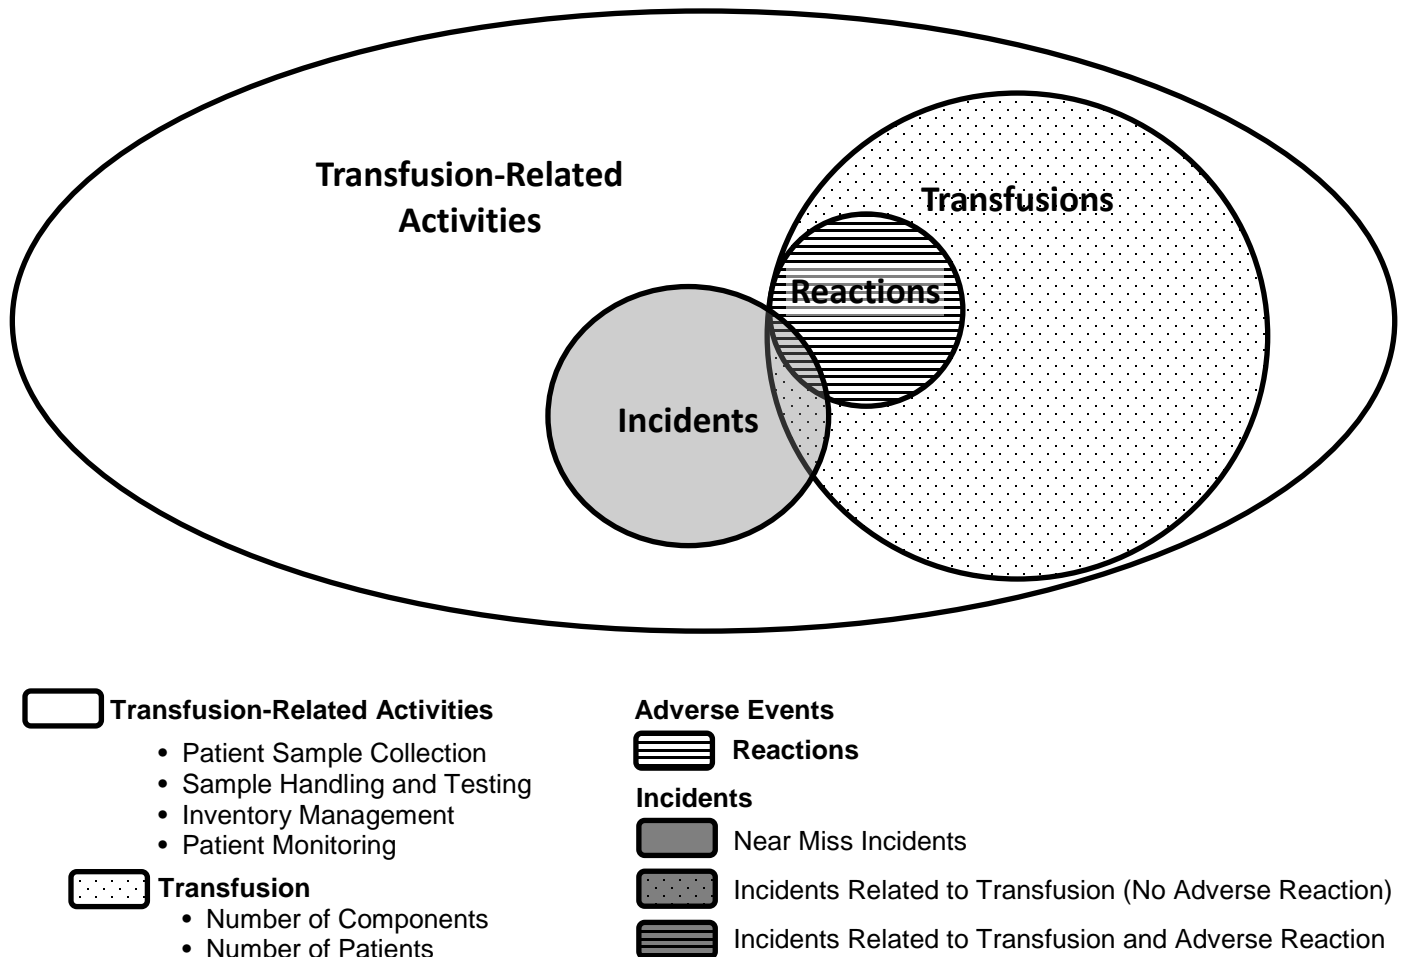 Transfusion-Related
Activities
Transfusions
Reactions
Incidents
Transfusion-Related Activities
• Patient Sample Collection
• Sample Handling and Testing
• Inventory Management
• Patient Monitoring
Transfusion
• Number of Components
• Number of Patients
Adverse Events
Reactions
Incidents
Near Miss Incidents
Incidents Related to Transfusion (No Adverse Reaction)
Incidents Related to Transfusion and Adverse Reaction